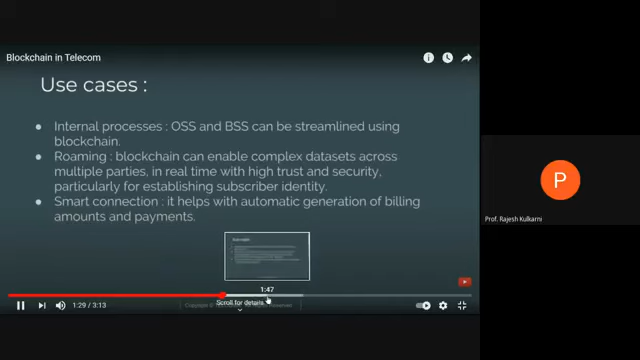 Blockchain in Telecom
Use cases :
● Internal processes : OSS and BSS can be streamlined using
blockchain.
● Roaming : blockchain can enable complex datasets across
multiple parties, in real time with high trust and security,
particularly for establishing subscriber identity.
● Smart connection : it helps with automatic generation of billing
amounts and payments.
1:47
1:29 / 3:13
Scroll for details
P
Prof. Rajesh Kulkarni